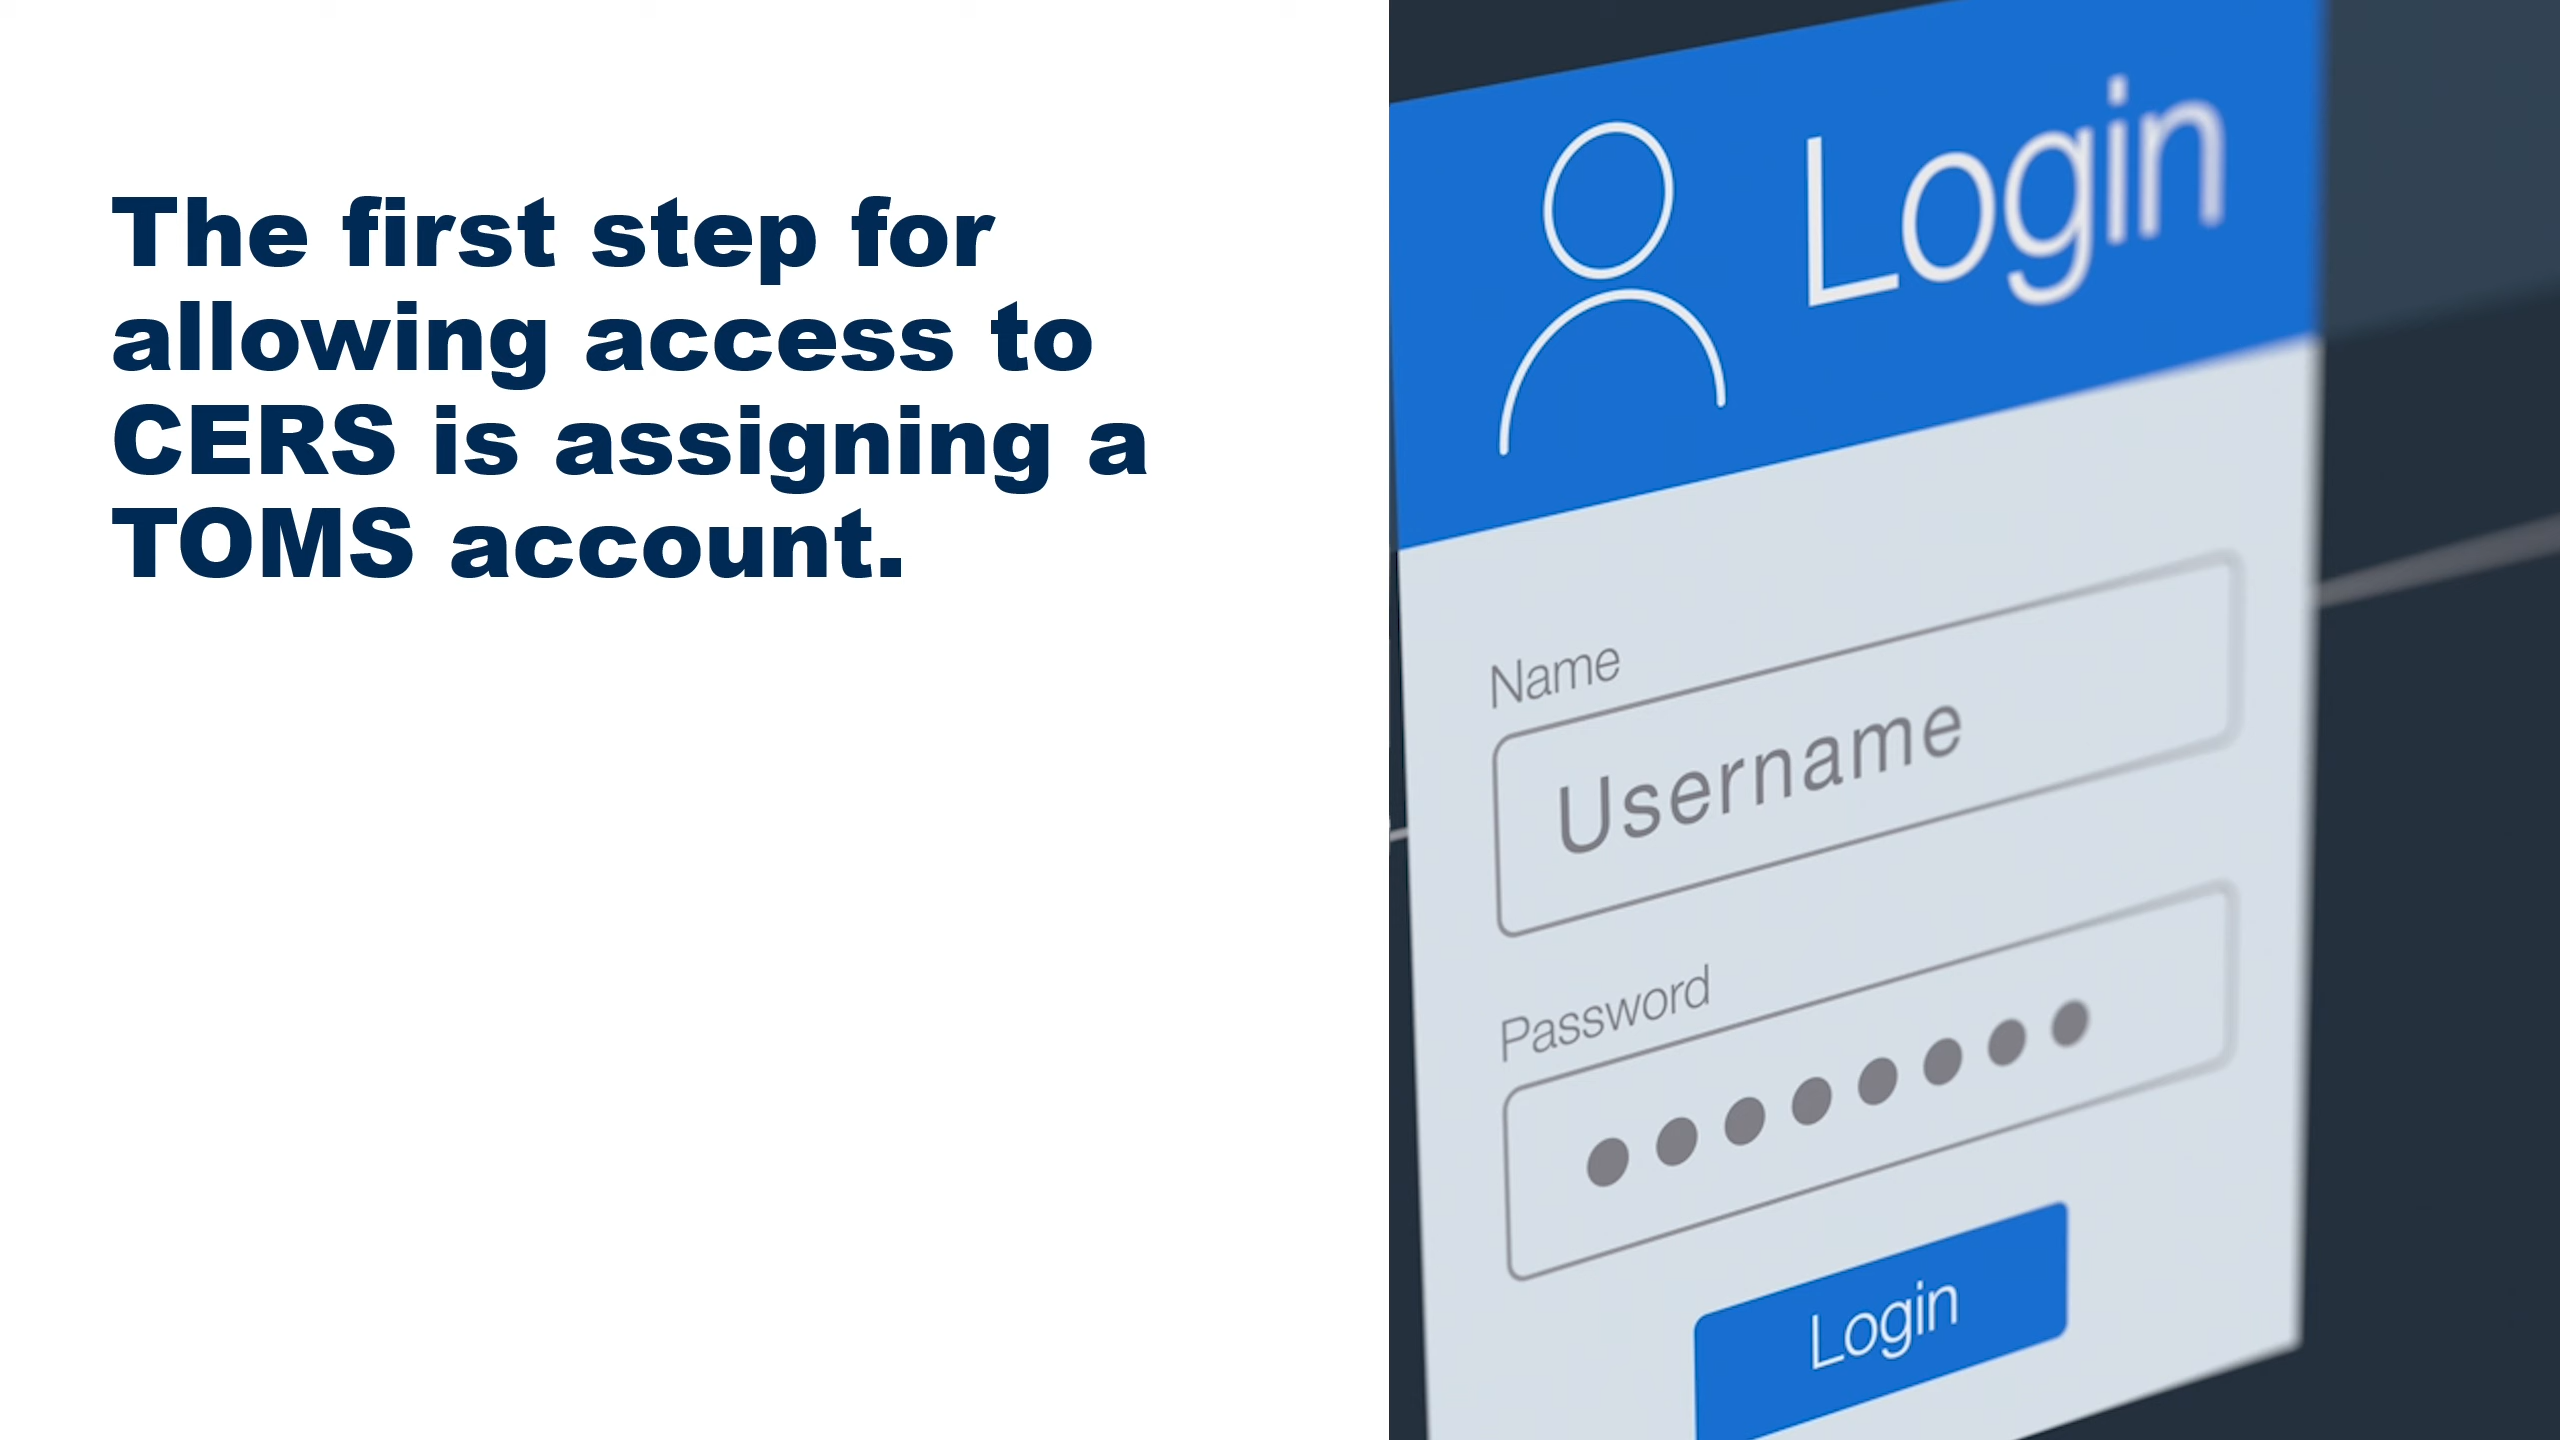 The first step for
allowing access to
CERS is assigning a
TOMS account.
Login
Name
Username
Password
Login